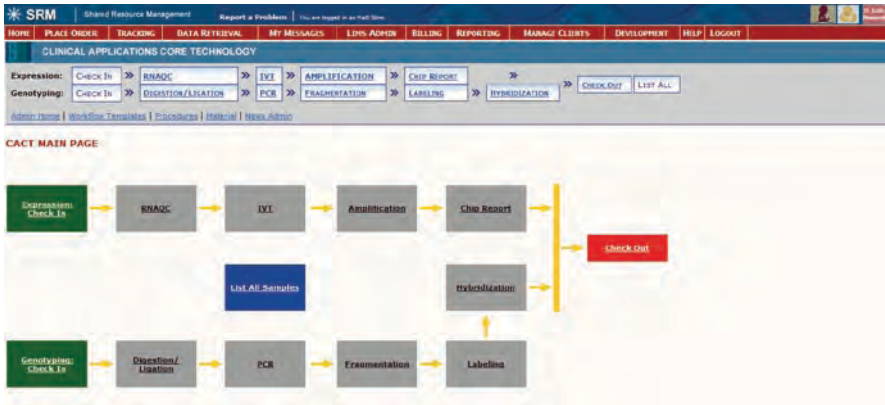 SRM Shared Resource Management Report a Problem You are logged in as
HOME PLACE ORDER TRACKING DATA RETRIEVAL MY MESSAGES LIMS ADMIN BILLING REPORTING MANAGE CLIENTS DEVELOPMENT HELP LOGOUT
CLINICAL APPLICATIONS CORE TECHNOLOGY
Expression: CHECK IN » RNAQC » IVT » AMPLIFICATION » CHIP REPORT »
Genotyping: CHECK IN » DIGESTION/LIGATION » PCR » FRAGMENTATION » LABELING » HYBRIDIZATION » CHECK OUT LIST ALL
Admin Home | Workflow Templates | Procedures | Material | News Admin
CACT MAIN PAGE
Expression:
Check In
RNAQC
IVT
Amplification
Chip Report
Check Out
List All Samples
Hybridization
Genotyping:
Check In
Digestion/
Ligation
PCR
Fragmentation
Labeling